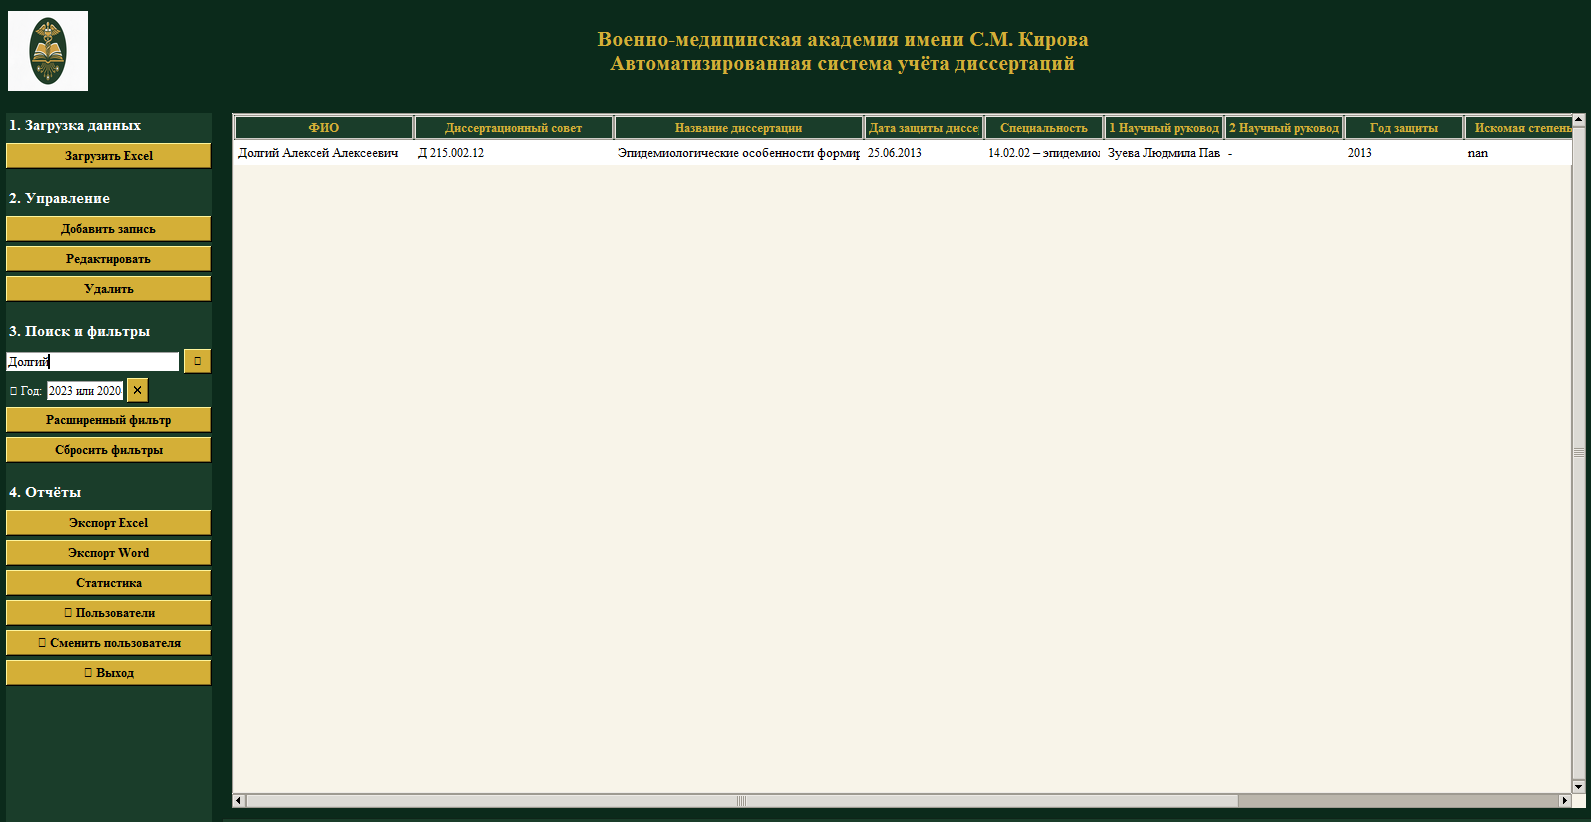 Военно-медицинская академия имени С.М. Кирова
Автоматизированная система учёта диссертаций
1. Загрузка данных
Загрузить Excel
2. Управление
Добавить запись
Редактировать
Удалить
3. Поиск и фильтры
Долгий
Год: 2023 или 2020 ✕
Расширенный фильтр
Сбросить фильтры
4. Отчёты
Экспорт Excel
Экспорт Word
Статистика
Пользователи
Сменить пользователя
Выход
ФИО Диссертационный совет Название диссертации Дата защиты диссе Специальность 1 Научный руковод 2 Научный руковод Год защиты Искомая степень
Долгий Алексей Алексеевич Д 215.002.12 Эпидемиологические особенности формир 25.06.2013 14.02.02 – эпидемиол Зуева Людмила Пав - 2013 nan